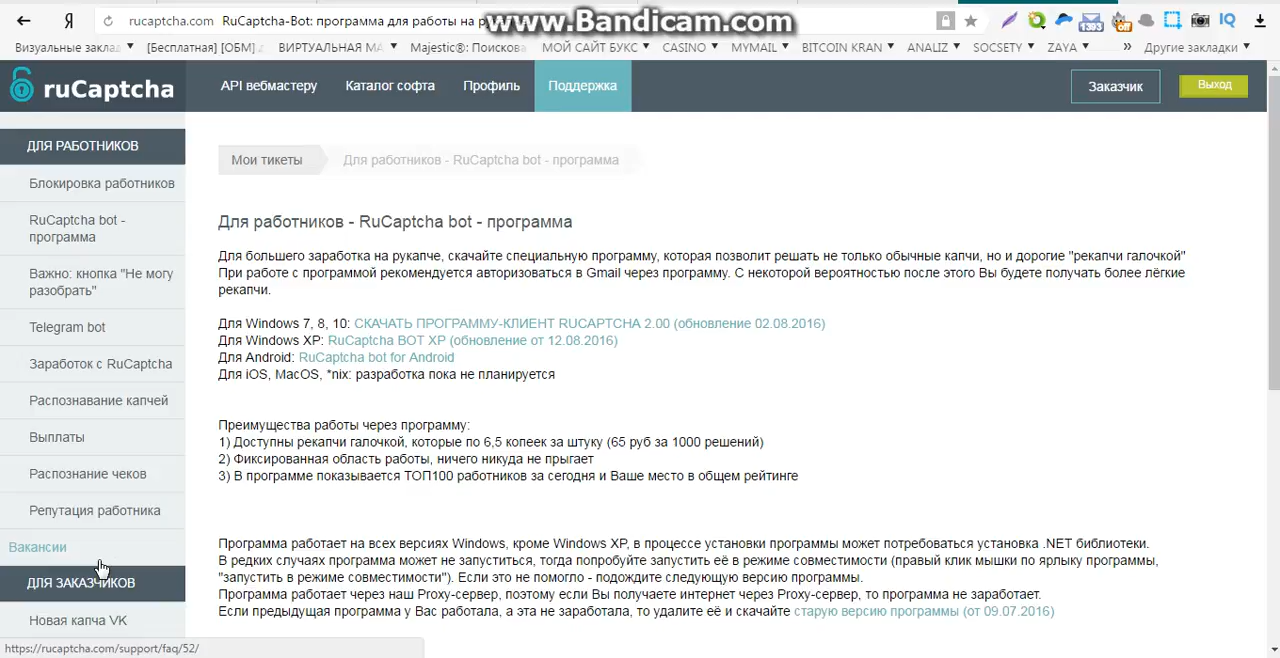 rucaptcha.com RuCaptcha-Bot: программа для работы на
www.Bandicam.com
Визуальные заклад
[Бесплатная] [ОБМ]
ВИРТУАЛЬНАЯ МА
Majestic®: Поискова
МОЙ САЙТ БУКС
CASINO
MYMAIL
BITCOIN KRAN
ANALIZ
SOCSETY
ZAYA
» Другие закладки
ruCaptcha
API вебмастеру
Каталог софта
Профиль
Поддержка
Заказчик
Выход
ДЛЯ РАБОТНИКОВ
Блокировка работников
RuCaptcha bot -
программа
Важно: кнопка "Не могу
разобрать"
Telegram bot
Заработок с RuCaptcha
Распознавание капчей
Выплаты
Распознание чеков
Репутация работника
Вакансии
ДЛЯ ЗАКАЗЧИКОВ
Новая капча VK
Мои тикеты
Для работников - RuCaptcha bot - программа
Для работников - RuCaptcha bot - программа
Для большего заработка на рукапче, скачайте специальную программу, которая позволит решать не только обычные капчи, но и дорогие "рекапчи галочкой"
При работе с программой рекомендуется авторизоваться в Gmail через программу. С некоторой вероятностью после этого Вы будете получать более лёгкие
рекапчи.
Для Windows 7, 8, 10: СКАЧАТЬ ПРОГРАММУ-КЛИЕНТ RUCAPTCHA 2.00 (обновление 02.08.2016)
Для Windows XP: RuCaptcha BOT XP (обновление от 12.08.2016)
Для Android: RuCaptcha bot for Android
Для iOS, MacOS, *nix: разработка пока не планируется
Преимущества работы через программу:
1) Доступны рекапчи галочкой, которые по 6,5 копеек за штуку (65 руб за 1000 решений)
2) Фиксированная область работы, ничего никуда не прыгает
3) В программе показывается ТОП100 работников за сегодня и Ваше место в общем рейтинге
Программа работает на всех версиях Windows, кроме Windows XP, в процессе установки программы может потребоваться установка .NET библиотеки.
В редких случаях программа может не запуститься, тогда попробуйте запустить её в режиме совместимости (правый клик мышки по ярлыку программы,
"запустить в режиме совместимости"). Если это не помогло - подождите следующую версию программы.
Программа работает через наш Proxy-сервер, поэтому если Вы получаете интернет через Proxy-сервер, то программа не заработает.
Если предыдущая программа у Вас работала, а эта не заработала, то удалите её и скачайте старую версию программы (от 09.07.2016)
https://rucaptcha.com/support/faq/52/